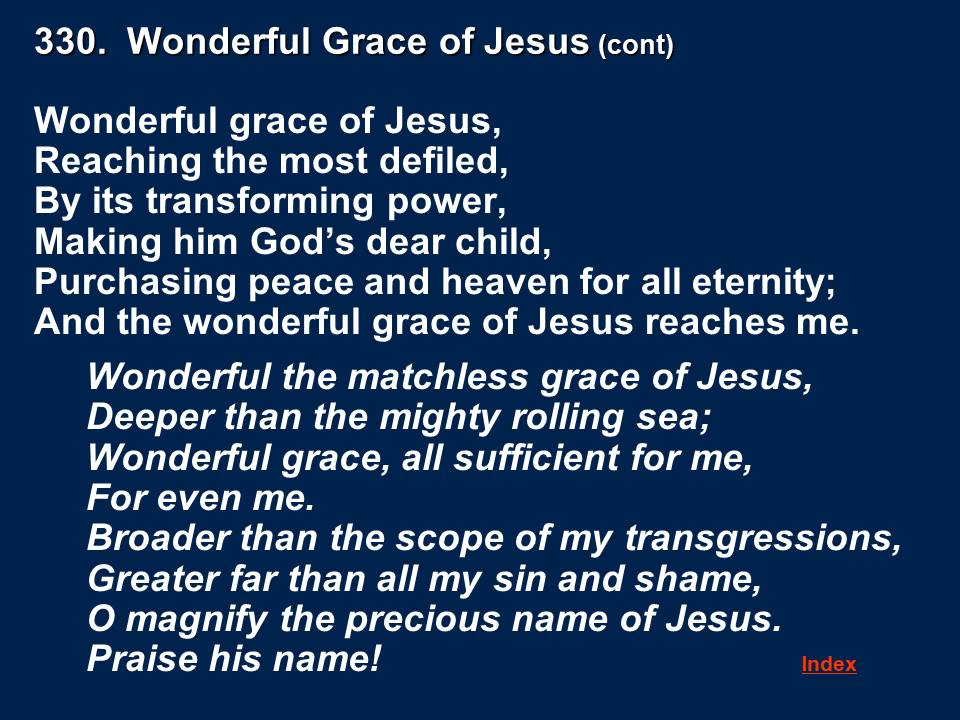 330.  Wonderful Grace of Jesus (cont)
Wonderful grace of Jesus,
Reaching the most defiled,
By its transforming power,
Making him God’s dear child,
Purchasing peace and heaven for all eternity;
And the wonderful grace of Jesus reaches me.
Wonderful the matchless grace of Jesus,
Deeper than the mighty rolling sea;
Wonderful grace, all sufficient for me,
For even me.
Broader than the scope of my transgressions,
Greater far than all my sin and shame,
O magnify the precious name of Jesus.
Praise his name!
Index